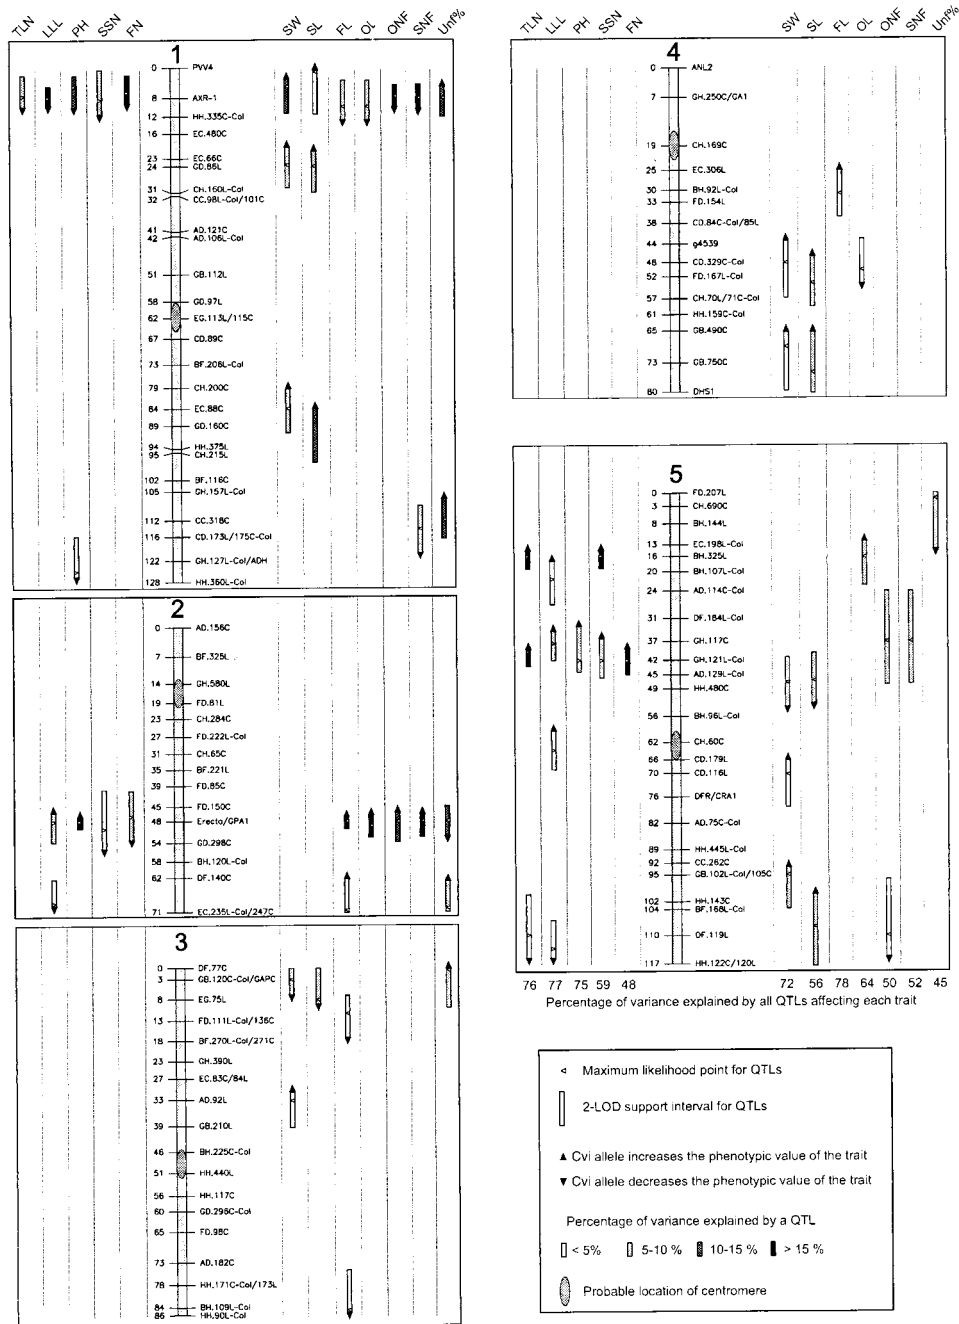 TLN LLL PH SSN FN SW SL FL OL ONF SNF Unf%
1
0 PVV4
8 AXR-1
12 HH.335C-Col
16 EC.480C
23 EC.66C
24 GD.86L
31 CH.160L-Col
32 CC.98L-Col/101C
41 AD.121C
42 AD.106L-Col
51 GB.112L
58 GD.97L
62 EG.113L/115C
67 CD.89C
73 BF.206L-Col
79 CH.200C
84 EC.88C
89 GD.160C
94 HH.375L
95 CH.215L
102 BF.116C
105 GH.157L-Col
112 CC.318C
116 CD.173L/175C-Col
122 GH.127L-Col/ADH
128 HH.360L-Col
2
0 AD.156C
7 BF.325L
14 GH.580L
19 FD.81L
23 CH.284C
27 FD.222L-Col
31 CH.65C
35 BF.221L
39 FD.85C
45 FD.150C
48 Erecta/GPA1
54 GD.298C
58 BH.120L-Col
62 DF.140C
71 EC.235L-Col/247C
3
0 DF.77C
3 GB.120C-Col/GAPC
8 EG.75L
13 FD.111L-Col/136C
18 BF.270L-Col/271C
23 GH.390L
27 EC.83C/84L
33 AD.92L
39 GB.210L
46 BH.225C-Col
51 HH.440L
56 HH.117C
60 GD.296C-Col
65 FD.98C
73 AD.182C
78 HH.171C-Col/173L
84 BH.109L-Col
86 HH.90L-Col
TLN LLL PH SSN FN SW SL FL OL ONF SNF Unf%
4
0 ANL2
7 GH.250C/GA1
19 CH.169C
25 EC.306L
30 BH.92L-Col
33 FD.154L
38 CD.84C-Col/85L
44 g4539
48 CD.329C-Col
52 FD.167L-Col
57 CH.70L/71C-Col
61 HH.159C-Col
65 GB.490C
73 GB.750C
80 DHS1
5
0 FD.207L
3 CH.690C
8 BH.144L
13 EC.198L-Col
16 BH.325L
20 BH.107L-Col
24 AD.114C-Col
31 DF.184L-Col
37 GH.117C
42 GH.121L-Col
45 AD.129L-Col
49 HH.480C
56 BH.96L-Col
62 CH.60C
66 CD.179L
70 CD.116L
76 DFR/CRA1
82 AD.75C-Col
89 HH.445L-Col
92 CC.262C
95 GB.102L-Col/105C
102 HH.143C
104 BF.168L-Col
110 DF.119L
117 HH.122C/120L
76 77 75 59 48 72 56 78 64 50 52 45
Percentage of variance explained by all QTLs affecting each trait
Maximum likelihood point for QTLs
2-LOD support interval for QTLs
Cvi allele increases the phenotypic value of the trait
Cvi allele decreases the phenotypic value of the trait
Percentage of variance explained by a QTL
< 5% 5-10 % 10-15 % > 15 %
Probable location of centromere